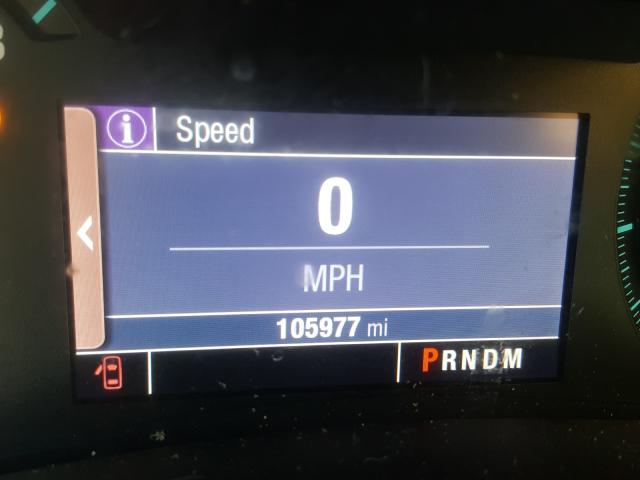 Speed
0
MPH
105977 mi
PRNDM